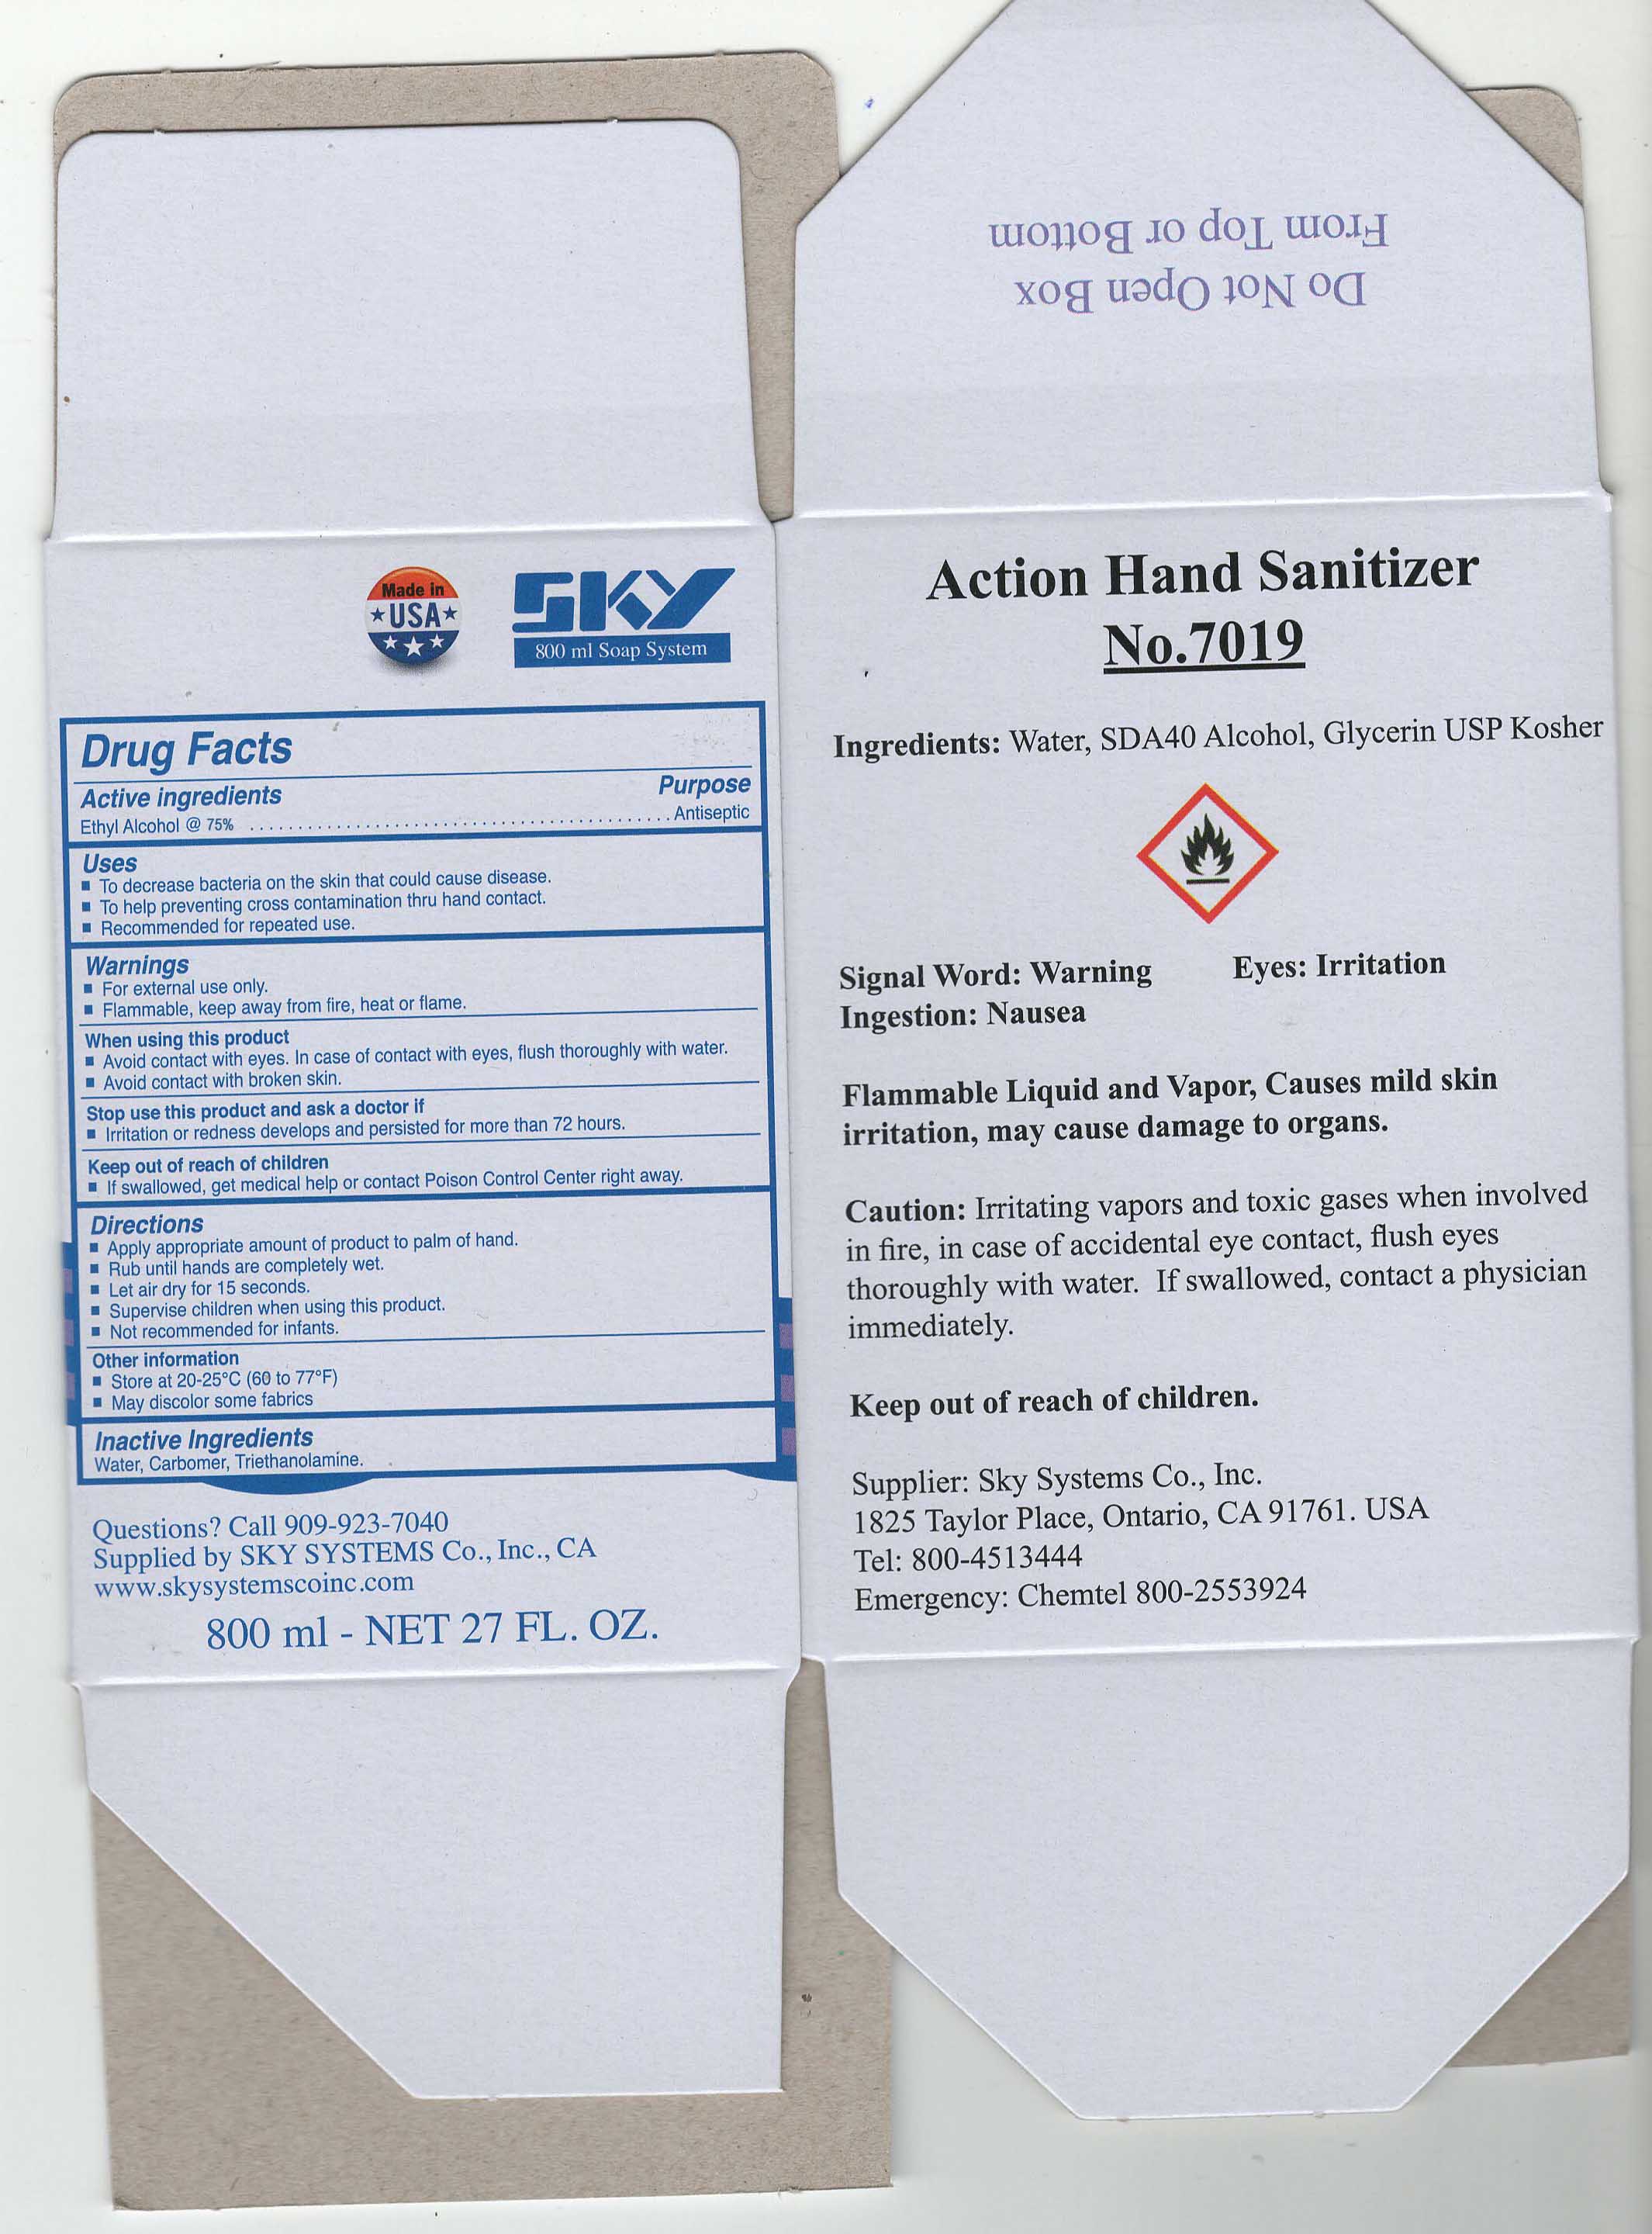 Made in
USA
SKY
800 ml Soap System
Drug Facts
Active ingredients Purpose
Ethyl Alcohol @ 75% ............................................ Antiseptic
Uses
■ To decrease bacteria on the skin that could cause disease.
■ To help preventing cross contamination thru hand contact.
■ Recommended for repeated use.
Warnings
■ For external use only.
■ Flammable, keep away from fire, heat or flame.
When using this product
■ Avoid contact with eyes. In case of contact with eyes, flush thoroughly with water.
■ Avoid contact with broken skin.
Stop use this product and ask a doctor if
■ Irritation or redness develops and persisted for more than 72 hours.
Keep out of reach of children
■ If swallowed, get medical help or contact Poison Control Center right away.
Directions
■ Apply appropriate amount of product to palm of hand.
■ Rub until hands are completely wet.
■ Let air dry for 15 seconds.
■ Supervise children when using this product.
■ Not recommended for infants.
Other information
■ Store at 20-25°C (60 to 77°F)
■ May discolor some fabrics
Inactive Ingredients
Water, Carbomer, Triethanolamine.
Questions? Call 909-923-7040
Supplied by SKY SYSTEMS Co., Inc., CA
www.skysystemscoinc.com
800 ml - NET 27 FL. OZ.
Do Not Open Box
From Top or Bottom
Action Hand Sanitizer
No.7019
Ingredients: Water, SDA40 Alcohol, Glycerin USP Kosher
Signal Word: Warning Eyes: Irritation
Ingestion: Nausea
Flammable Liquid and Vapor, Causes mild skin
irritation, may cause damage to organs.
Caution: Irritating vapors and toxic gases when involved
in fire, in case of accidental eye contact, flush eyes
thoroughly with water. If swallowed, contact a physician
immediately.
Keep out of reach of children.
Supplier: Sky Systems Co., Inc.
1825 Taylor Place, Ontario, CA 91761. USA
Tel: 800-4513444
Emergency: Chemtel 800-2553924